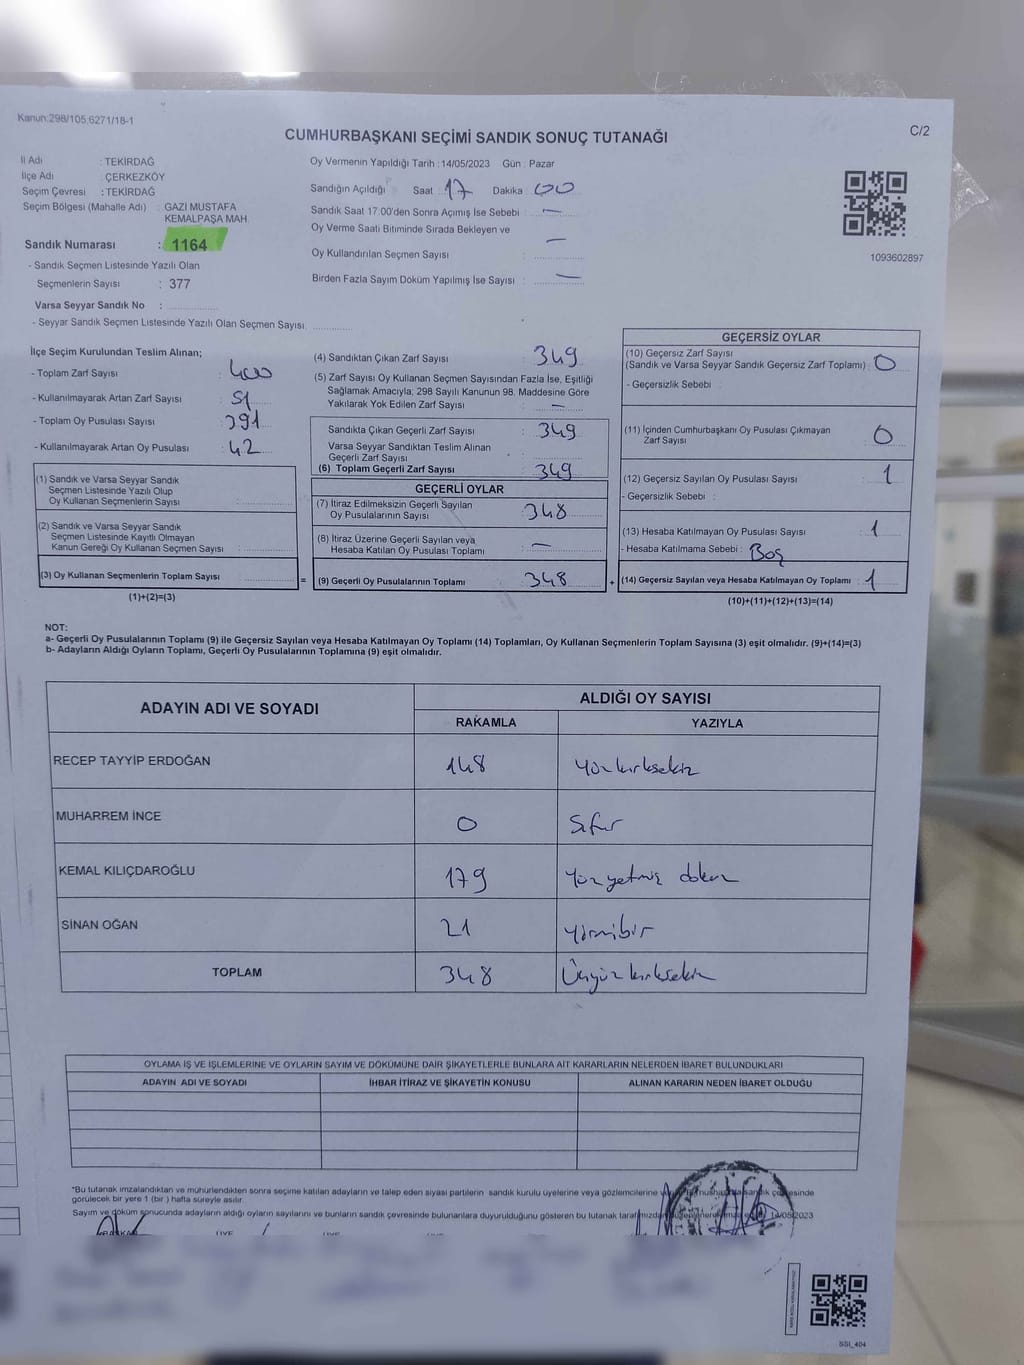 Kanun:298/105;6271/18-1
C/2
CUMHURBAŞKANI SEÇİMİ SANDIK SONUÇ TUTANAĞI
İl Adı : TEKİRDAĞ
İlçe Adı : ÇERKEZKÖY
Seçim Çevresi : TEKİRDAĞ
Seçim Bölgesi (Mahalle Adı) : GAZI MUSTAFA
KEMALPAŞA MAH.
Sandık Numarası : 1164
- Sandık Seçmen Listesinde Yazılı Olan
Seçmenlerin Sayısı : 377
Varsa Seyyar Sandık No :
- Seyyar Sandık Seçmen Listesinde Yazılı Olan Seçmen Sayısı
Oy Vermenin Yapıldığı Tarih : 14/05/2023 Gün : Pazar
Sandığın Açıldığı Saat : 17 Dakika : 00
Sandık Saat 17:00'den Sonra Açımış İse Sebebi : —
Oy Verme Saati Bitiminde Sırada Bekleyen ve
Oy Kullandırılan Seçmen Sayısı : —
Birden Fazla Sayım Döküm Yapılmış İse Sayısı : —
1093602897
İlçe Seçim Kurulundan Teslim Alınan;
- Toplam Zarf Sayısı : 400
- Kullanılmayarak Artan Zarf Sayısı : 51
- Toplam Oy Pusulası Sayısı : 391
- Kullanılmayarak Artan Oy Pusulası : 42
(1) Sandık ve Varsa Seyyar Sandık
Seçmen Listesinde Yazılı Olup
Oy Kullanan Seçmenlerin Sayısı :
(2) Sandık ve Varsa Seyyar Sandık
Seçmen Listesinde Kayıtlı Olmayan
Kanun Gereği Oy Kullanan Seçmen Sayısı :
(3) Oy Kullanan Seçmenlerin Toplam Sayısı :
(1)+(2)=(3)
(4) Sandıktan Çıkan Zarf Sayısı : 349
(5) Zarf Sayısı Oy Kullanan Seçmen Sayısından Fazla İse, Eşitliği
Sağlamak Amacıyla; 298 Sayılı Kanunun 98. Maddesine Göre
Yakılarak Yok Edilen Zarf Sayısı : —
Sandıkta Çıkan Geçerli Zarf Sayısı : 349
Varsa Seyyar Sandıktan Teslim Alınan
Geçerli Zarf Sayısı :
(6) Toplam Geçerli Zarf Sayısı 349
GEÇERLİ OYLAR
(7) İtiraz Edilmeksizin Geçerli Sayılan
Oy Pusulalarının Sayısı : 348
(8) İtiraz Üzerine Geçerli Sayılan veya
Hesaba Katılan Oy Pusulası Toplamı : —
= (9) Geçerli Oy Pusulalarının Toplamı : 348 +
GEÇERSİZ OYLAR
(10) Geçersiz Zarf Sayısı
(Sandık ve Varsa Seyyar Sandık Geçersiz Zarf Toplamı) : 0
- Geçersizlik Sebebi :
(11) İçinden Cumhurbaşkanı Oy Pusulası Çıkmayan
Zarf Sayısı : 0
(12) Geçersiz Sayılan Oy Pusulası Sayısı : 1
- Geçersizlik Sebebi :
(13) Hesaba Katılmayan Oy Pusulası Sayısı : 1
- Hesaba Katılmama Sebebi : Boş
(14) Geçersiz Sayılan veya Hesaba Katılmayan Oy Toplamı : 1
(10)+(11)+(12)+(13)=(14)
NOT:
a- Geçerli Oy Pusulalarının Toplamı (9) ile Geçersiz Sayılan veya Hesaba Katılmayan Oy Toplamı (14) Toplamları, Oy Kullanan Seçmenlerin Toplam Sayısına (3) eşit olmalıdır. (9)+(14)=(3)
b- Adayların Aldığı Oyların Toplamı, Geçerli Oy Pusulalarının Toplamına (9) eşit olmalıdır.
ADAYIN ADI VE SOYADI ALDIĞI OY SAYISI
RAKAMLA YAZIYLA
RECEP TAYYİP ERDOĞAN 148 Yüzkırksekiz
MUHARREM İNCE 0 Sıfır
KEMAL KILIÇDAROĞLU 179 Yüz yetmiş dokuz
SİNAN OĞAN 21 Yirmibir
TOPLAM 348 Üçyüz kırksekiz
OYLAMA İŞ VE İŞLEMLERİNE VE OYLARIN SAYIM VE DÖKÜMÜNE DAİR ŞİKAYETLERLE BUNLARA AİT KARARLARIN NELERDEN İBARET BULUNDUKLARI
ADAYIN ADI VE SOYADI İHBAR İTİRAZ VE ŞİKAYETİN KONUSU ALINAN KARARIN NEDEN İBARET OLDUĞU
*Bu tutanak imzalandıktan ve mühürlendikten sonra seçime katılan adayların ve talep eden siyasi partilerin sandık kurulu üyelerine veya gözlemcilerine
görülecek bir yere 1 (bir) hafta süreyle asılır.
Sayım ve döküm sonucunda adayların aldığı oyların sayılarını ve bunların sandık çevresinde bulunanlara duyurulduğunu gösteren bu tutanak 14/05/2023
BAŞKAN ÜYE ÜYE ÜYE
SSI_404